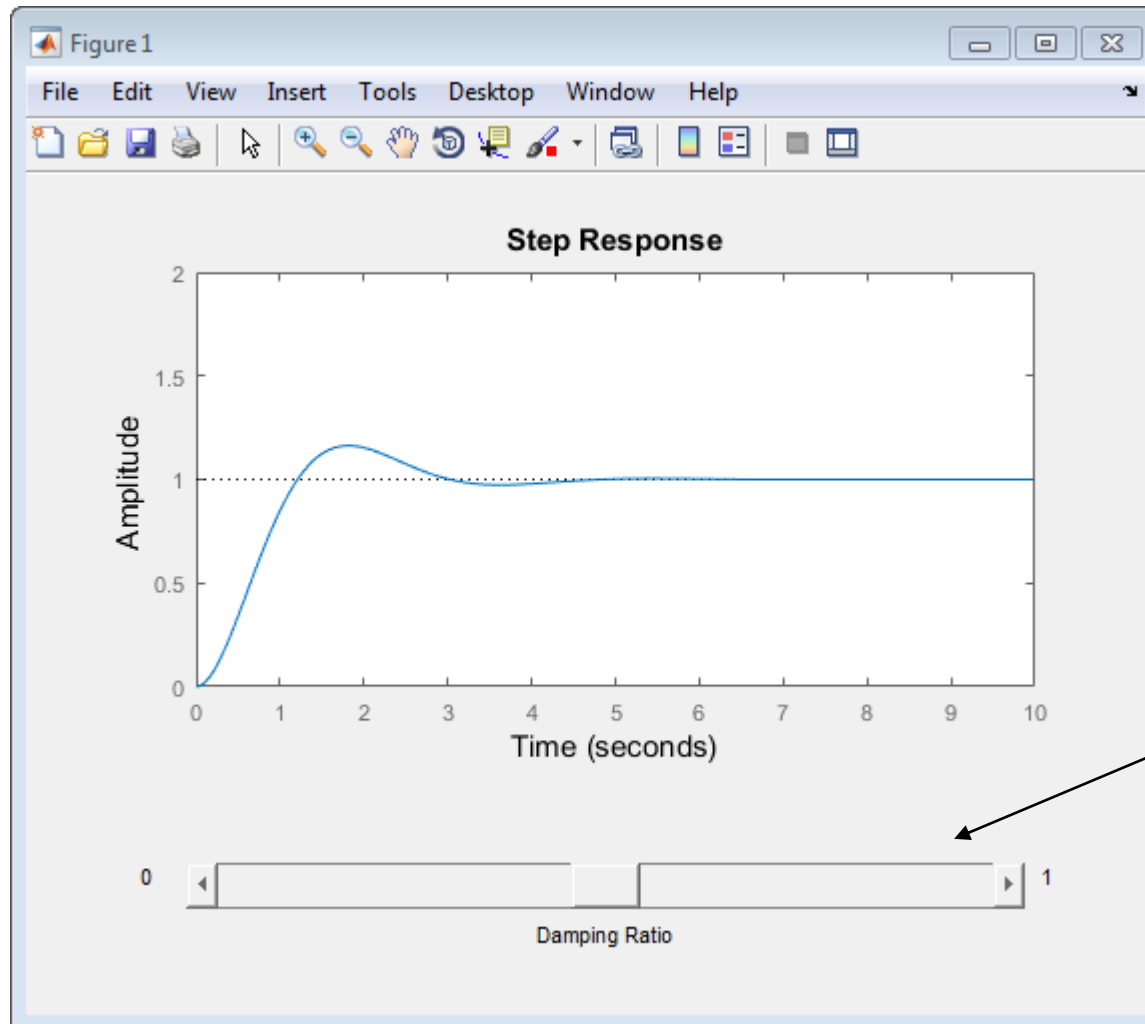 Figure 1
File Edit View Insert Tools Desktop Window Help
Step Response
2
1.5
1
0.5
0
Amplitude
0 1 2 3 4 5 6 7 8 9 10
Time (seconds)
0 1
Damping Ratio